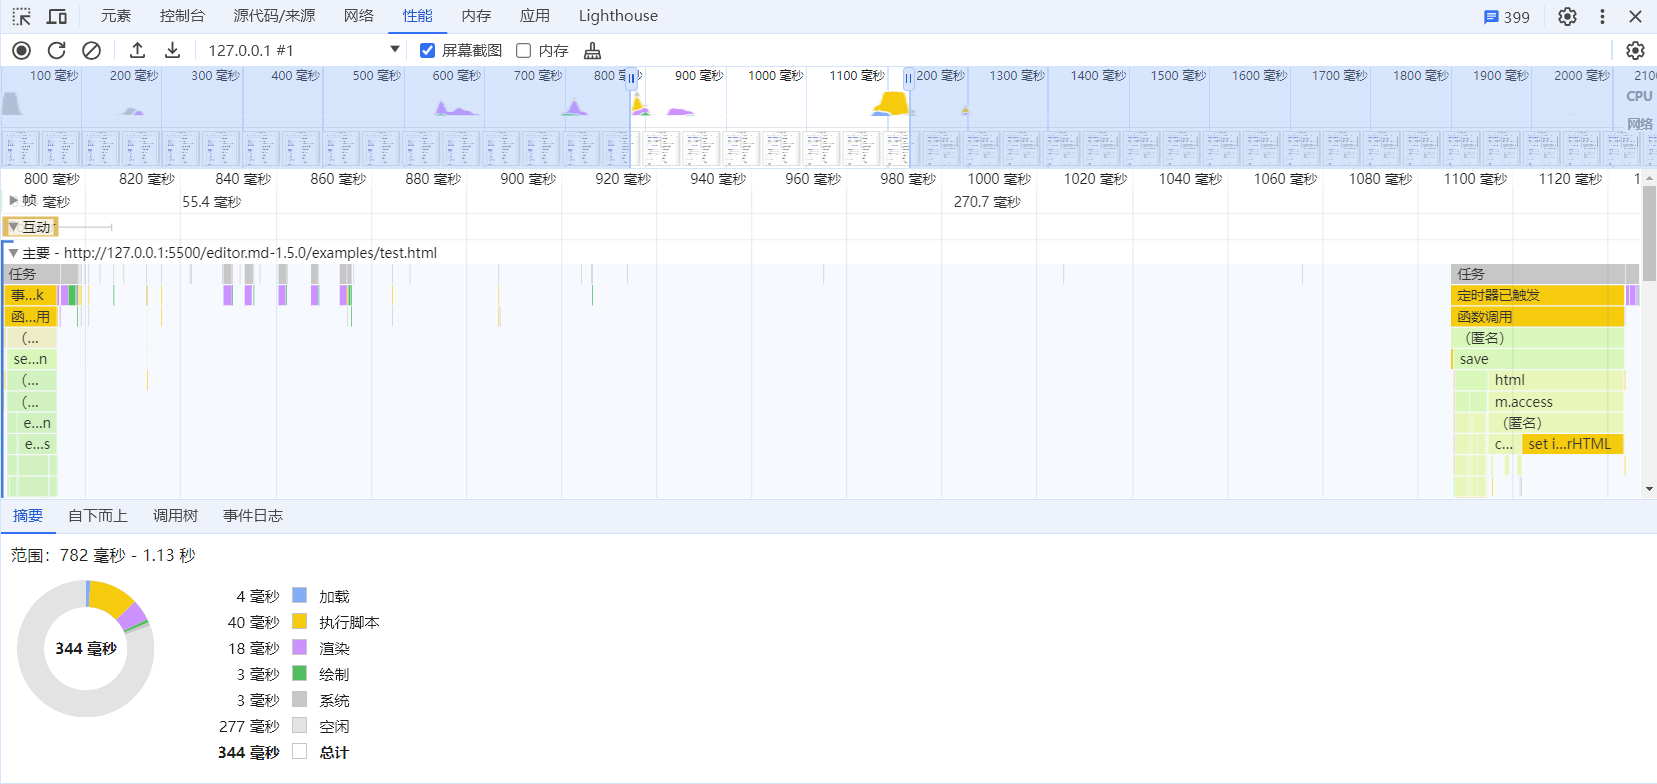 元素 控制台 源代码/来源 网络 性能 内存 应用 Lighthouse 399
127.0.0.1 #1 屏幕截图 内存
100 毫秒 200 毫秒 300 毫秒 400 毫秒 500 毫秒 600 毫秒 700 毫秒 800 毫秒 900 毫秒 1000 毫秒 1100 毫秒 200 毫秒 1300 毫秒 1400 毫秒 1500 毫秒 1600 毫秒 1700 毫秒 1800 毫秒 1900 毫秒 2000 毫秒 2100
CPU
网络
800 毫秒 820 毫秒 840 毫秒 860 毫秒 880 毫秒 900 毫秒 920 毫秒 940 毫秒 960 毫秒 980 毫秒 1000 毫秒 1020 毫秒 1040 毫秒 1060 毫秒 1080 毫秒 1100 毫秒 1120 毫秒 1
帧 毫秒 55.4 毫秒 270.7 毫秒
互动
主要 - http://127.0.0.1:5500/editor.md-1.5.0/examples/test.html
任务 任务
事...k 定时器已触发
函...用 函数调用
(... (匿名)
se...n save
(... html
(... m.access
e...n (匿名)
e...s c... set i...rHTML
摘要 自下而上 调用树 事件日志
范围：782 毫秒 - 1.13 秒
4 毫秒 加载
40 毫秒 执行脚本
344 毫秒 18 毫秒 渲染
3 毫秒 绘制
3 毫秒 系统
277 毫秒 空闲
344 毫秒 总计